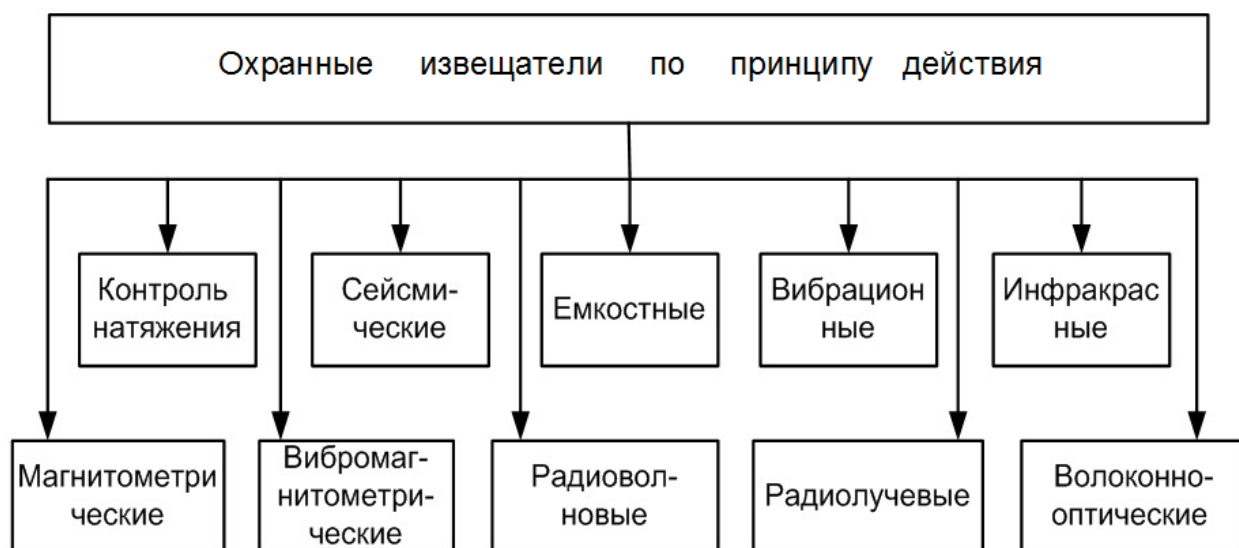 Охранные извещатели по принципу действия
Контроль
натяжения
Сейсми-
ческие
Емкостные
Вибрацион
ные
Инфракрас
ные
Магнитометри
ческие
Вибромаг-
нитометри-
ческие
Радиовол-
новые
Радиолучевые
Волоконно-
оптические